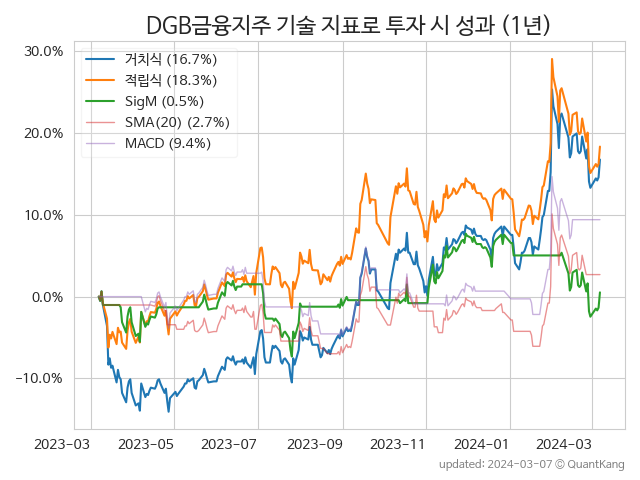 DGB금융지주 기술 지표로 투자 시 성과 (1년)
30.0%
20.0%
10.0%
0.0%
−10.0%
거치식 (16.7%)
적립식 (18.3%)
SigM (0.5%)
SMA(20) (2.7%)
MACD (9.4%)
2023-03 2023-05 2023-07 2023-09 2023-11 2024-01 2024-03
updated: 2024-03-07 © QuantKang